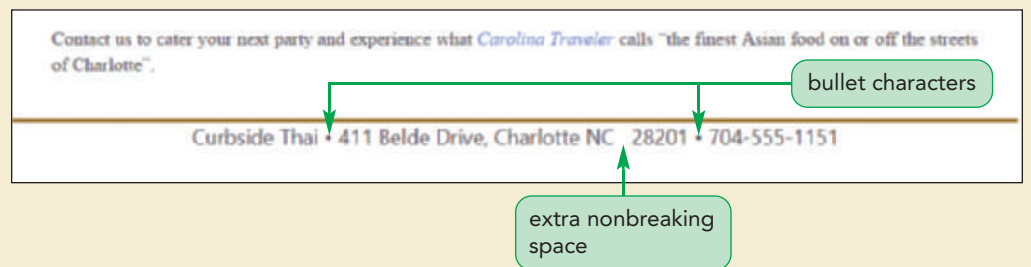 Contact us to cater your next party and experience what Carolina Traveler calls "the finest Asian food on or off the streets
of Charlotte".
bullet characters
Curbside Thai • 411 Belde Drive, Charlotte NC   28201 • 704-555-1151
extra nonbreaking
space